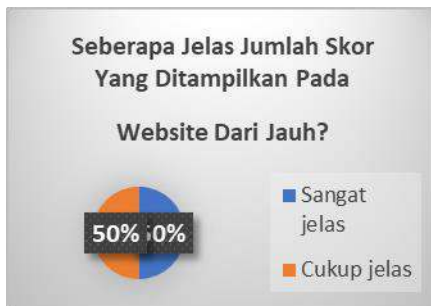 Seberapa Jelas Jumlah Skor
Yang Ditampilkan Pada
Website Dari Jauh?
50%
Sangat
jelas
Cukup jelas